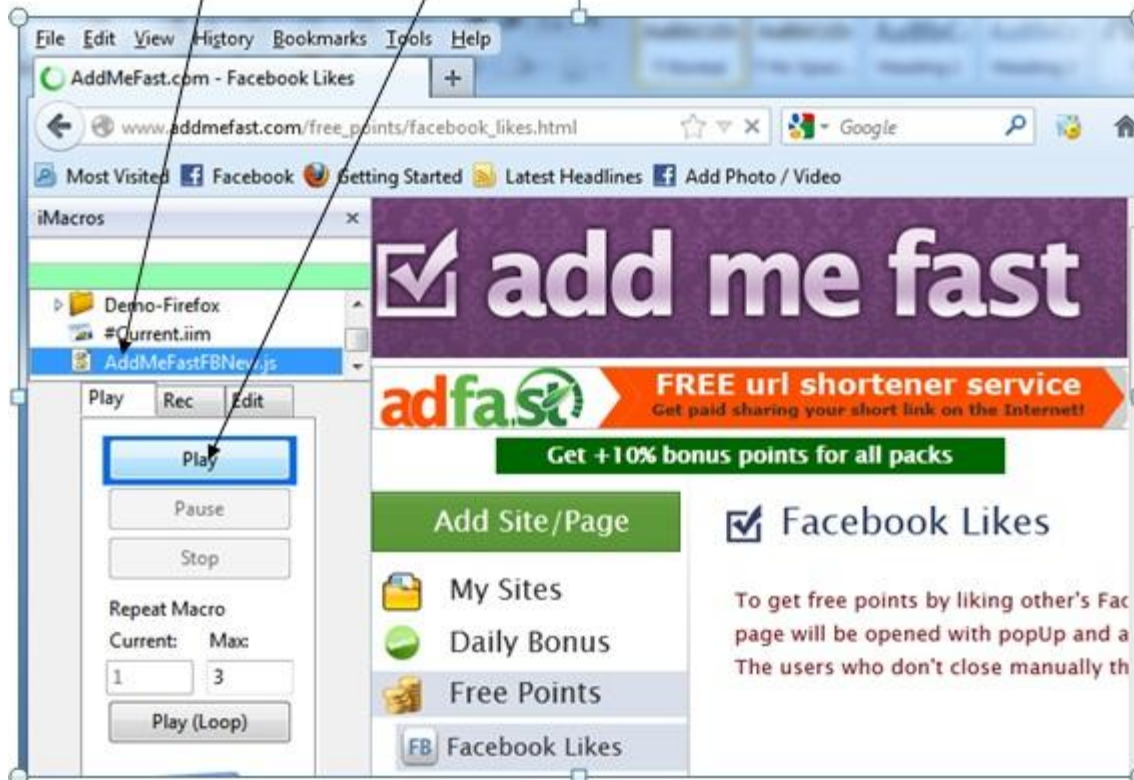 File Edit View History Bookmarks Tools Help
AddMeFast.com - Facebook Likes +
www.addmefast.com/free_points/facebook_likes.html
Google
Most Visited Facebook Getting Started Latest Headlines Add Photo / Video
iMacros
Demo-Firefox
#Current.iim
AddMeFastFBNew.js
Play Rec Edit
Play
Pause
Stop
Repeat Macro
Current: Max:
1 3
Play (Loop)
add me fast
adfa.st
FREE url shortener service
Get paid sharing your short link on the Internet!
Get +10% bonus points for all packs
Add Site/Page
My Sites
Daily Bonus
Free Points
FB Facebook Likes
Facebook Likes
To get free points by liking other's Fac
page will be opened with popUp and a
The users who don't close manually th